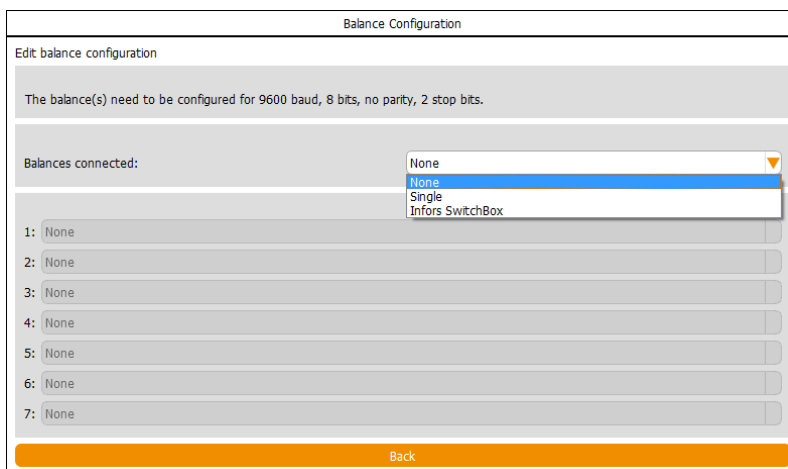 Balance Configuration
Edit balance configuration
The balance(s) need to be configured for 9600 baud, 8 bits, no parity, 2 stop bits.
Balances connected: None
None
Single
Infors SwitchBox
1: None
2: None
3: None
4: None
5: None
6: None
7: None
Back